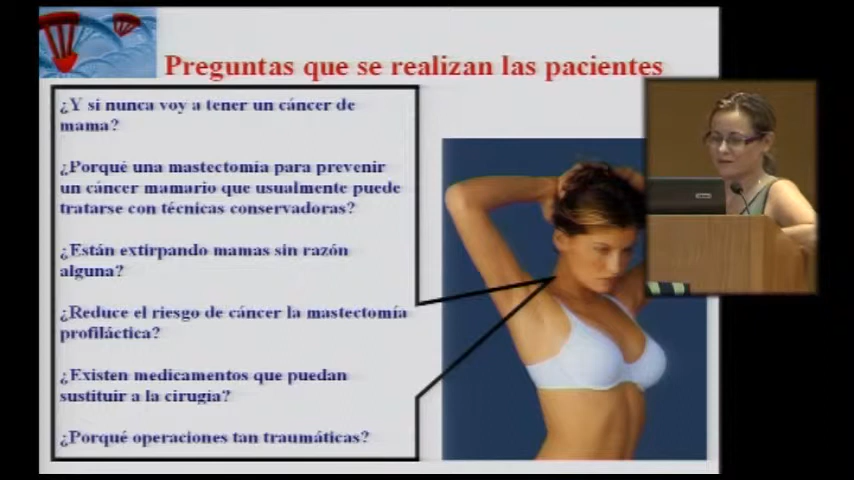 Preguntas que se realizan las pacientes
¿Y si nunca voy a tener un cáncer de
mama?
¿Porqué una mastectomía para prevenir
un cáncer mamario que usualmente puede
tratarse con técnicas conservadoras?
¿Están extirpando mamas sin razón
alguna?
¿Reduce el riesgo de cáncer la mastectomía
profiláctica?
¿Existen medicamentos que puedan
sustituir a la cirugia?
¿Porqué operaciones tan traumáticas?